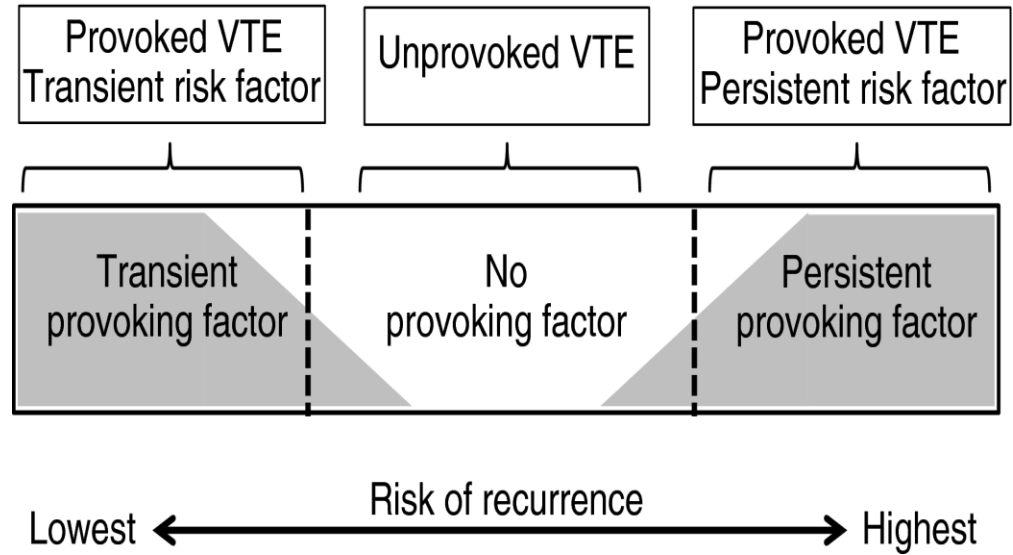 Provoked VTE
Transient risk factor
Unprovoked VTE
Provoked VTE
Persistent risk factor
Transient
provoking factor
No
provoking factor
Persistent
provoking factor
Risk of recurrence
Lowest
Highest